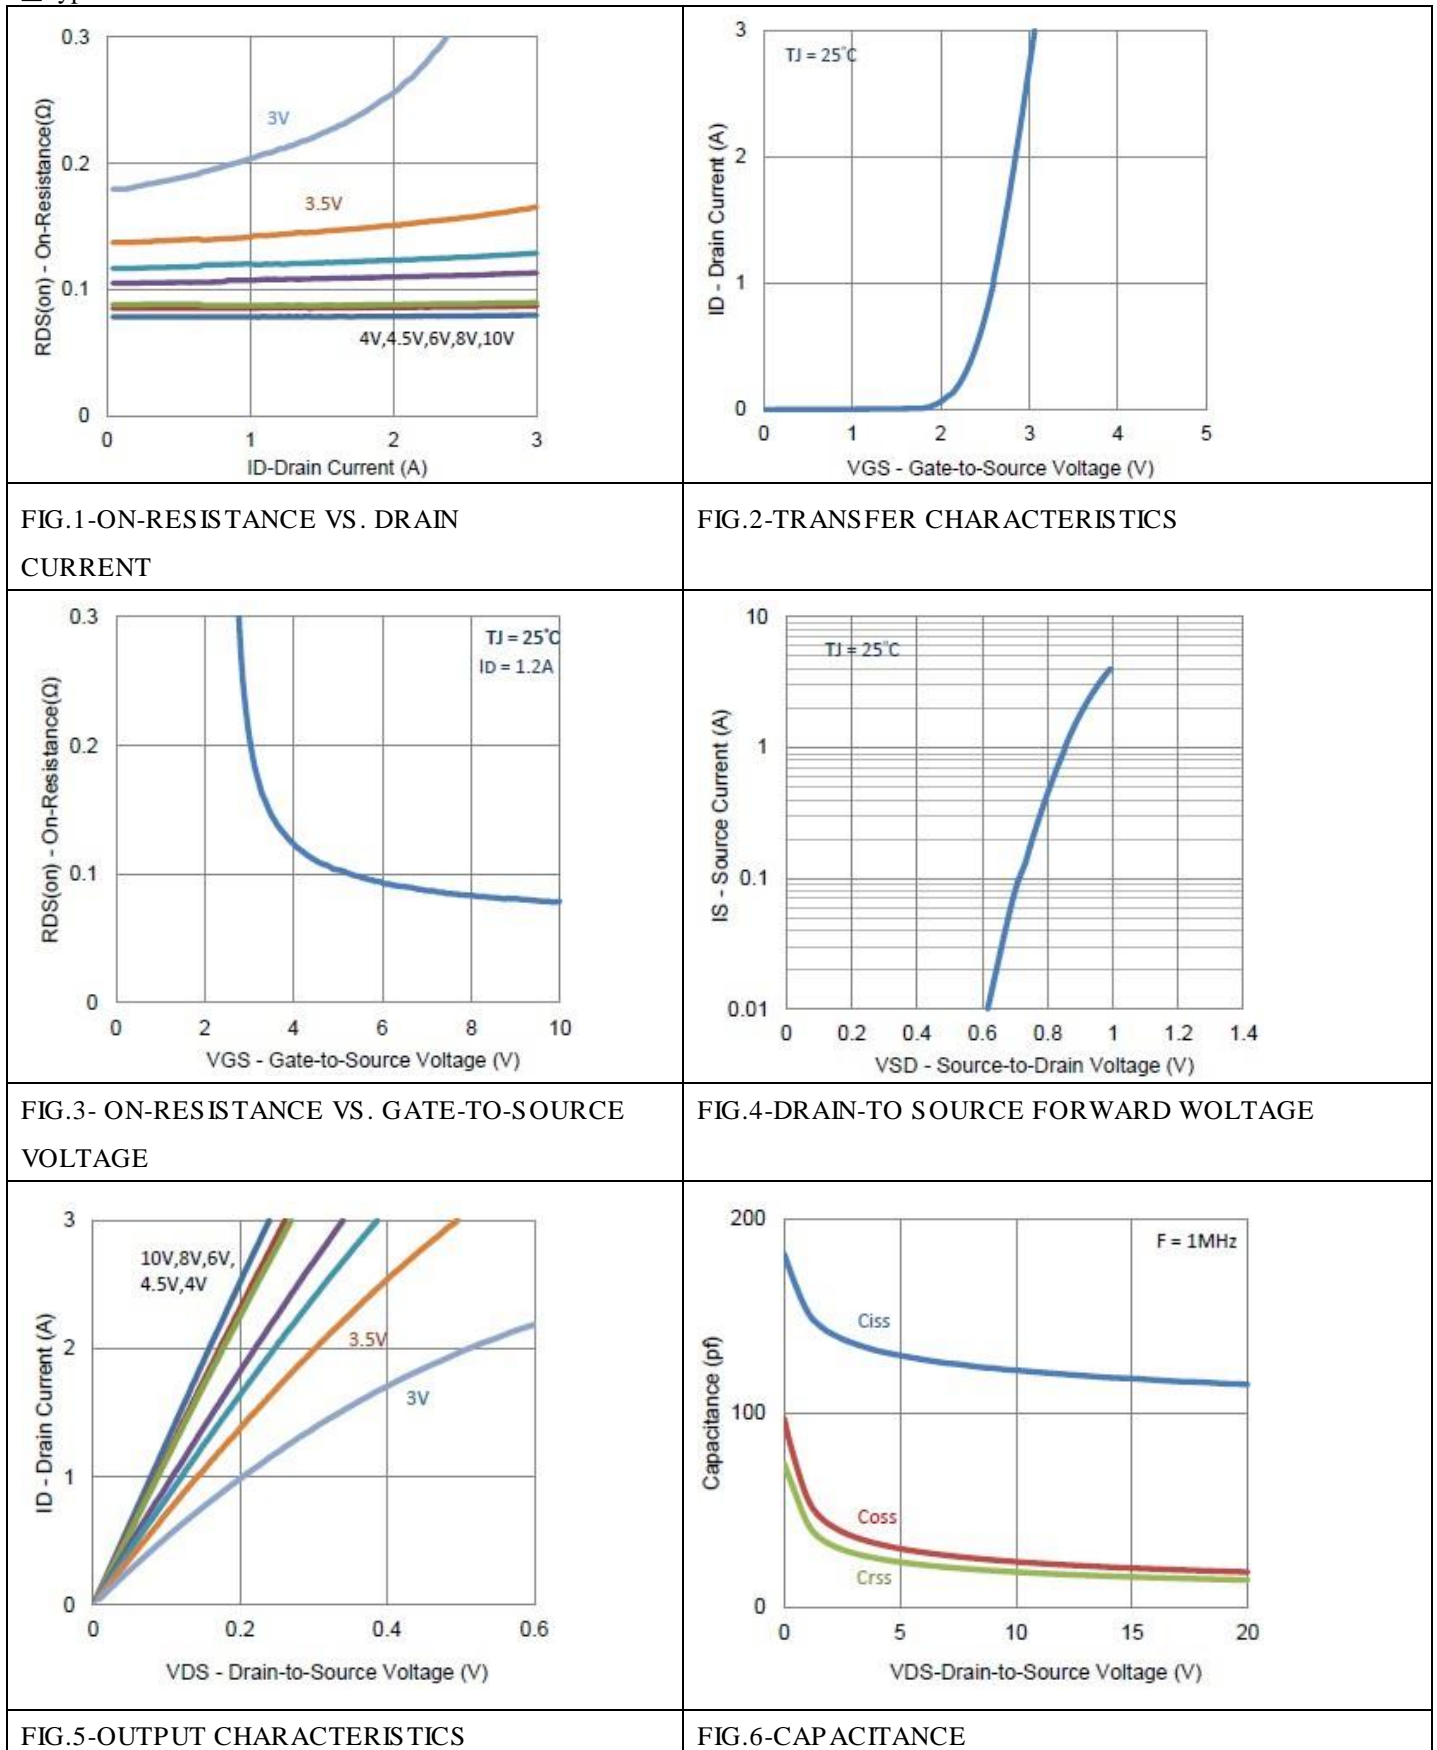 0.3
0.2
0.1
0
RDS(on) - On-Resistance(Ω)
3V
3.5V
4V,4.5V,6V,8V,10V
0 1 2 3
ID-Drain Current (A)
3
2
1
0
ID - Drain Current (A)
TJ = 25°C
0 1 2 3 4 5
VGS - Gate-to-Source Voltage (V)
FIG.1-ON-RESISTANCE VS. DRAIN
CURRENT
FIG.2-TRANSFER CHARACTERISTICS
0.3
0.2
0.1
0
RDS(on) - On-Resistance(Ω)
TJ = 25°C
ID = 1.2A
0 2 4 6 8 10
VGS - Gate-to-Source Voltage (V)
10
1
0.1
0.01
IS - Source Current (A)
TJ = 25°C
0 0.2 0.4 0.6 0.8 1 1.2 1.4
VSD - Source-to-Drain Voltage (V)
FIG.3- ON-RESISTANCE VS. GATE-TO-SOURCE
VOLTAGE
FIG.4-DRAIN-TO SOURCE FORWARD WOLTAGE
3
2
1
0
ID - Drain Current (A)
10V,8V,6V,
4.5V,4V
3.5V
3V
0 0.2 0.4 0.6
VDS - Drain-to-Source Voltage (V)
200
100
0
Capacitance (pf)
F = 1MHz
Ciss
Coss
Crss
0 5 10 15 20
VDS-Drain-to-Source Voltage (V)
FIG.5-OUTPUT CHARACTERISTICS
FIG.6-CAPACITANCE